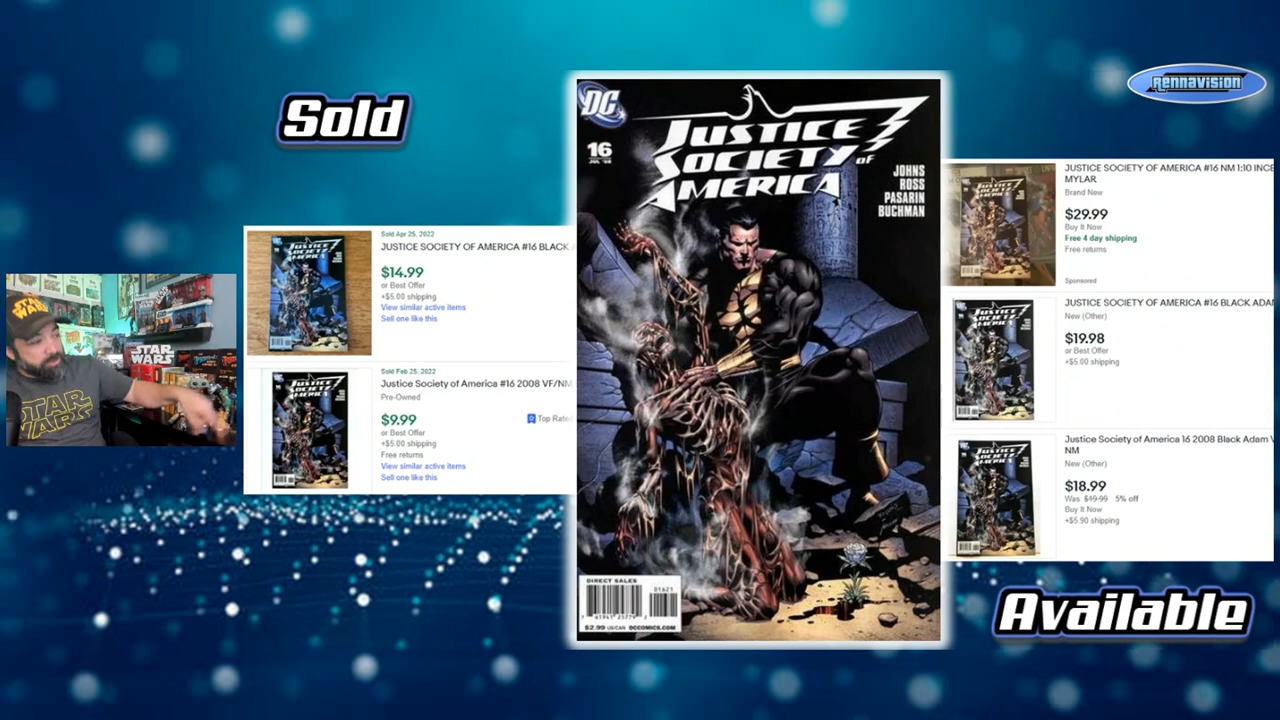 Sold
RENNAVISION
DC
16
JUL '08
JUSTICE
SOCIETY OF
AMERICA
JOHNS
ROSS
PASARIN
BUCHMAN
Sold Apr 25, 2022
JUSTICE SOCIETY OF AMERICA #16 BLACK
$14.99
or Best Offer
+$5.00 shipping
View similar active items
Sell one like this
Sold Feb 25, 2022
Justice Society of America #16 2008 VF/NM
Pre-Owned
$9.99
Top Rate
or Best Offer
+$5.00 shipping
Free returns
View similar active items
Sell one like this
STAR
WARS
STAR
WARS
STAR
WARS
DIRECT SALES
01621
$2.99 US/CAN DCCOMICS.COM
JUSTICE SOCIETY OF AMERICA #16 NM 1:10 INCE
MYLAR
Brand New
$29.99
Buy It Now
Free 4 day shipping
Free returns
Sponsored
JUSTICE SOCIETY OF AMERICA #16 BLACK ADAM
New (Other)
$19.98
or Best Offer
+$5.00 shipping
Justice Society of America 16 2008 Black Adam V
NM
New (Other)
$18.99
Was: $19.99 5% off
Buy It Now
+$5.90 shipping
Available